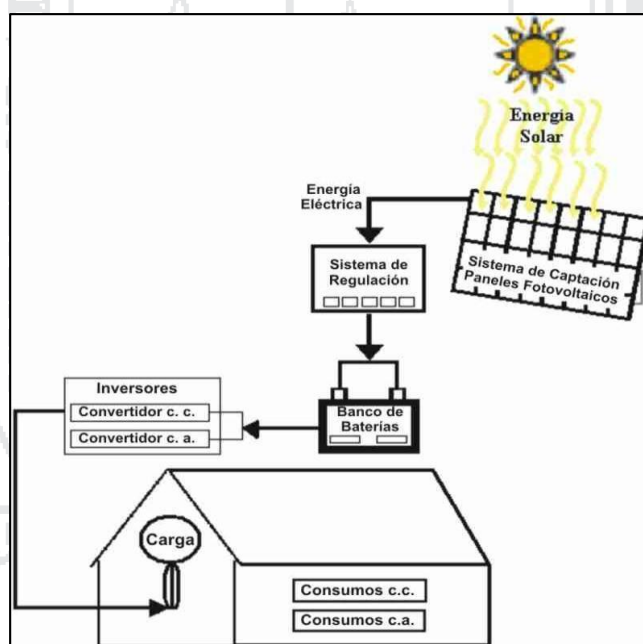 Energía
Solar
Energía
Eléctrica
Sistema de
Regulación
Sistema de Captación
Paneles Fotovoltaicos
Inversores
Convertidor c. c.
Convertidor c. a.
Banco de
Baterías
Carga
Consumos c.c.
Consumos c.a.